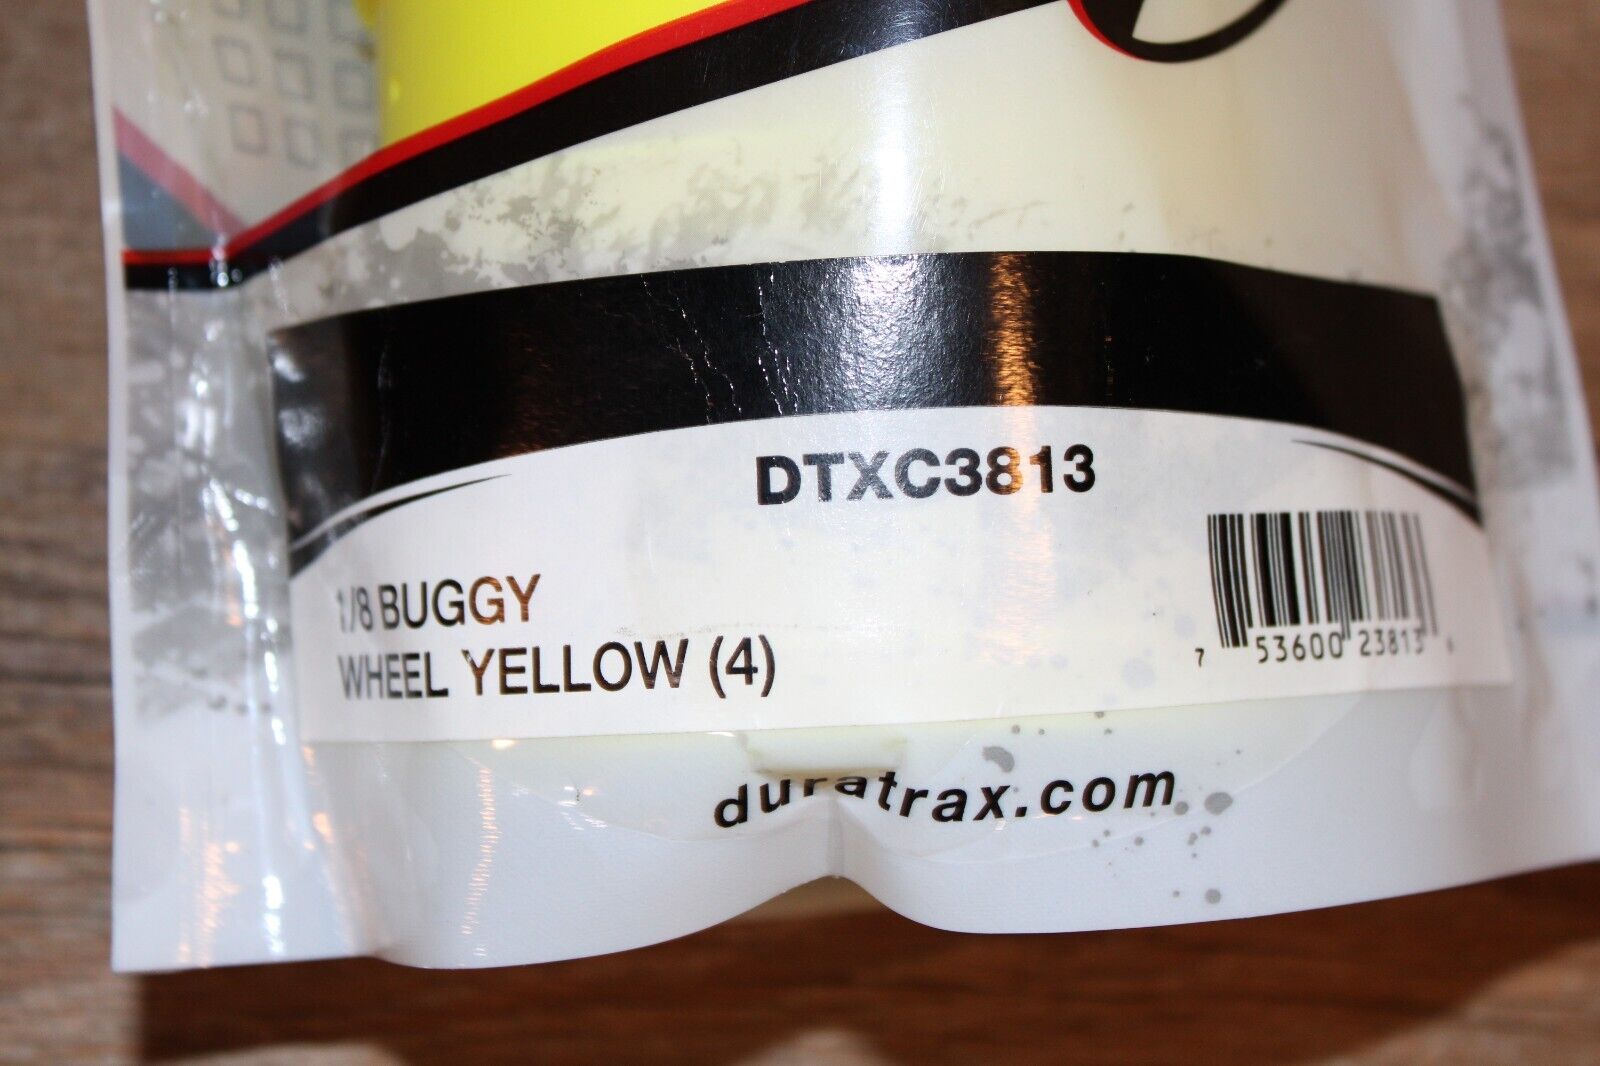 DTXC3813
1/8 BUGGY
WHEEL YELLOW (4)
7 53600 23813
duratrax.com